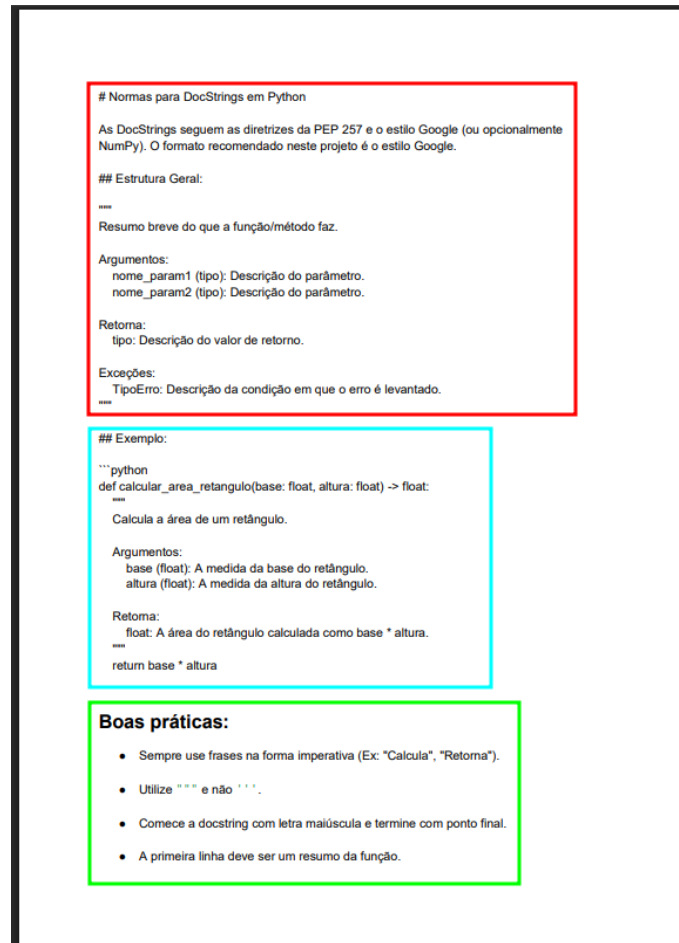 # Normas para DocStrings em Python
As DocStrings seguem as diretrizes da PEP 257 e o estilo Google (ou opcionalmente
NumPy). O formato recomendado neste projeto é o estilo Google.
## Estrutura Geral:
"""
Resumo breve do que a função/método faz.
Argumentos:
nome_param1 (tipo): Descrição do parâmetro.
nome_param2 (tipo): Descrição do parâmetro.
Retorna:
tipo: Descrição do valor de retorno.
Exceções:
TipoErro: Descrição da condição em que o erro é levantado.
"""
## Exemplo:
```python
def calcular_area_retangulo(base: float, altura: float) -> float:
"""
Calcula a área de um retângulo.
Argumentos:
base (float): A medida da base do retângulo.
altura (float): A medida da altura do retângulo.
Retorna:
float: A área do retângulo calculada como base * altura.
"""
return base * altura
Boas práticas:
● Sempre use frases na forma imperativa (Ex: "Calcula", "Retorna").
● Utilize """ e não '''.
● Comece a docstring com letra maiúscula e termine com ponto final.
● A primeira linha deve ser um resumo da função.